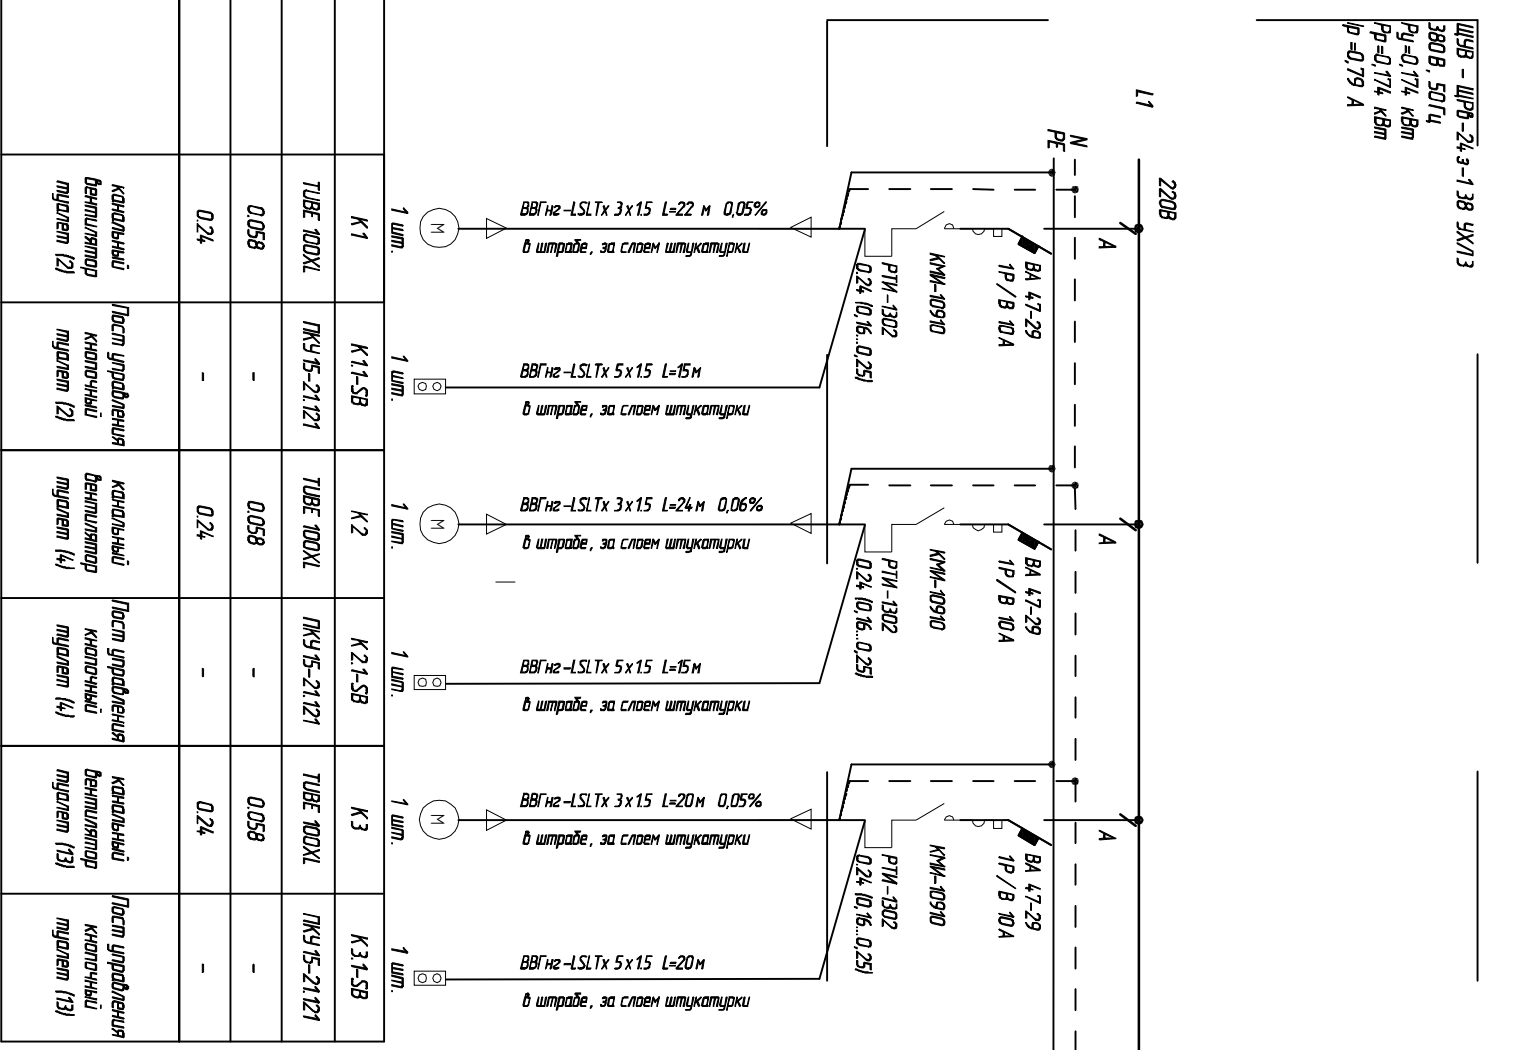 ЩУВ - ЩРв-24з-1 38 УХЛ3
380 В, 50 Гц
Ру=0,174 кВт
Рр=0,174 кВт
Iр =0,79 А
L1
220В
N
PE
А
ВА 47-29
1Р/В 10А
КМИ-10910
РТИ-1302
0.24 (0,16...0,25)
ВВГнг-LSLTx 3х1.5 L=22 м 0,05%
в штрабе, за слоем штукатурки
ВВГнг-LSLTx 5х1.5 L=15м
в штрабе, за слоем штукатурки
М
1 шт.
1 шт.
А
ВА 47-29
1Р/В 10А
КМИ-10910
РТИ-1302
0.24 (0,16...0,25)
ВВГнг-LSLTx 3х1.5 L=24м 0,06%
в штрабе, за слоем штукатурки
ВВГнг-LSLTx 5х1.5 L=15м
в штрабе, за слоем штукатурки
М
1 шт.
1 шт.
А
ВА 47-29
1Р/В 10А
КМИ-10910
РТИ-1302
0.24 (0,16...0,25)
ВВГнг-LSLTx 3х1.5 L=20м 0,05%
в штрабе, за слоем штукатурки
ВВГнг-LSLTx 5х1.5 L=20м
в штрабе, за слоем штукатурки
М
1 шт.
1 шт.
К1 К1.1-SB К2 К2.1-SB К3 К3.1-SB
TUBE 100XL ПКУ15-21.121 TUBE 100XL ПКУ15-21.121 TUBE 100XL ПКУ15-21.121
0.058 - 0.058 - 0.058 -
0.24 - 0.24 - 0.24 -
канальный
вентилятор
туалет (2)
Пост управления
кнопочный
туалет (2)
канальный
вентилятор
туалет (4)
Пост управления
кнопочный
туалет (4)
канальный
вентилятор
туалет (13)
Пост управления
кнопочный
туалет (13)